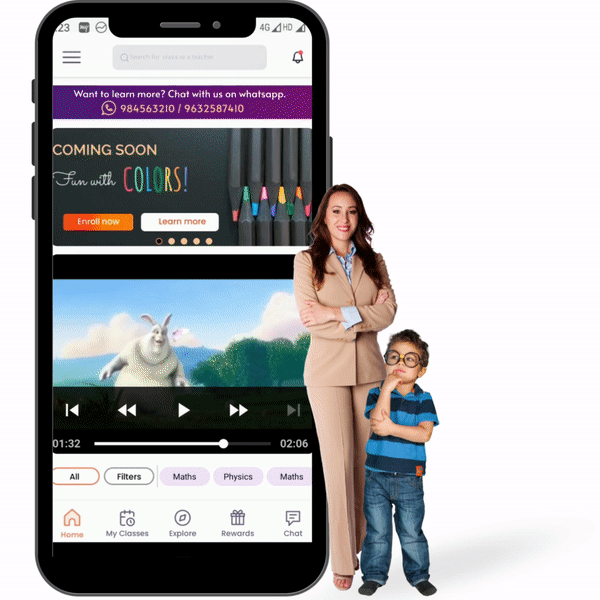 :23
4G HD
Search for class by a teacher
Want to learn more? Chat with us on whatsapp.
984563210 / 9632587410
COMING SOON
Fun with COLORS!
Enroll now Learn more
01:32 02:06
All Filters Maths Physics Maths
Home My Classes Explore Rewards Chat